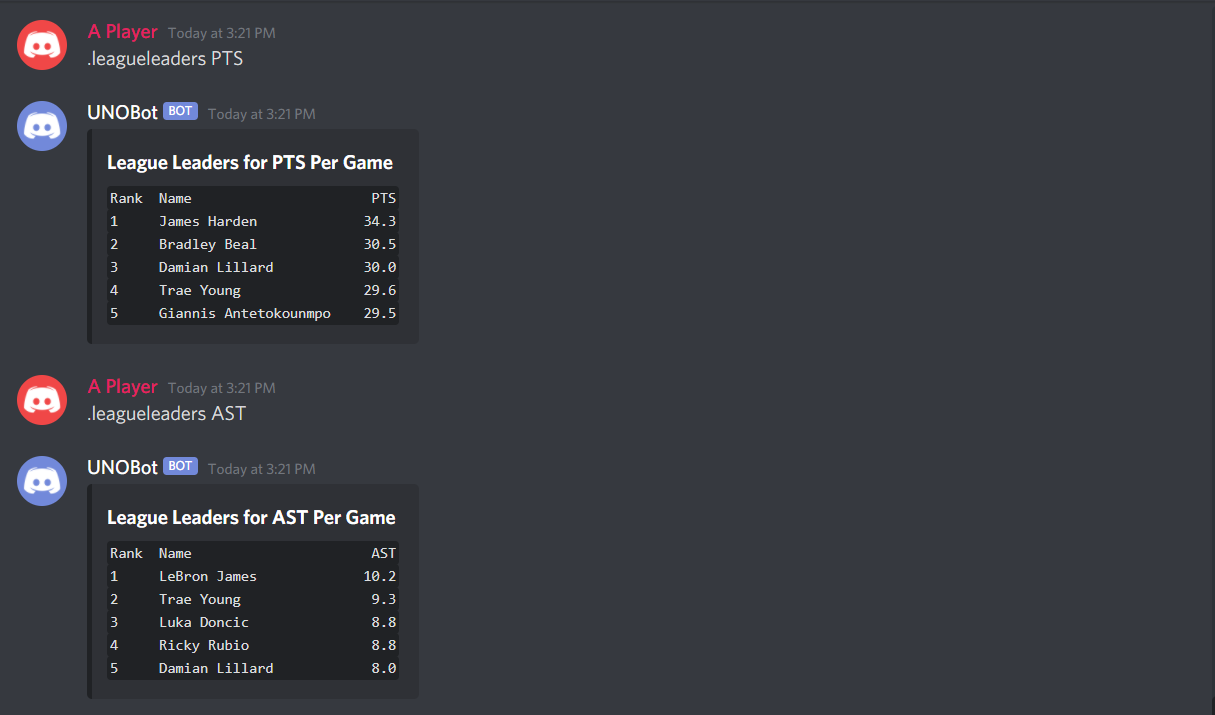 A Player Today at 3:21 PM
.leagueleaders PTS
UNOBot BOT Today at 3:21 PM
League Leaders for PTS Per Game
Rank Name PTS
1 James Harden 34.3
2 Bradley Beal 30.5
3 Damian Lillard 30.0
4 Trae Young 29.6
5 Giannis Antetokounmpo 29.5
A Player Today at 3:21 PM
.leagueleaders AST
UNOBot BOT Today at 3:21 PM
League Leaders for AST Per Game
Rank Name AST
1 LeBron James 10.2
2 Trae Young 9.3
3 Luka Doncic 8.8
4 Ricky Rubio 8.8
5 Damian Lillard 8.0